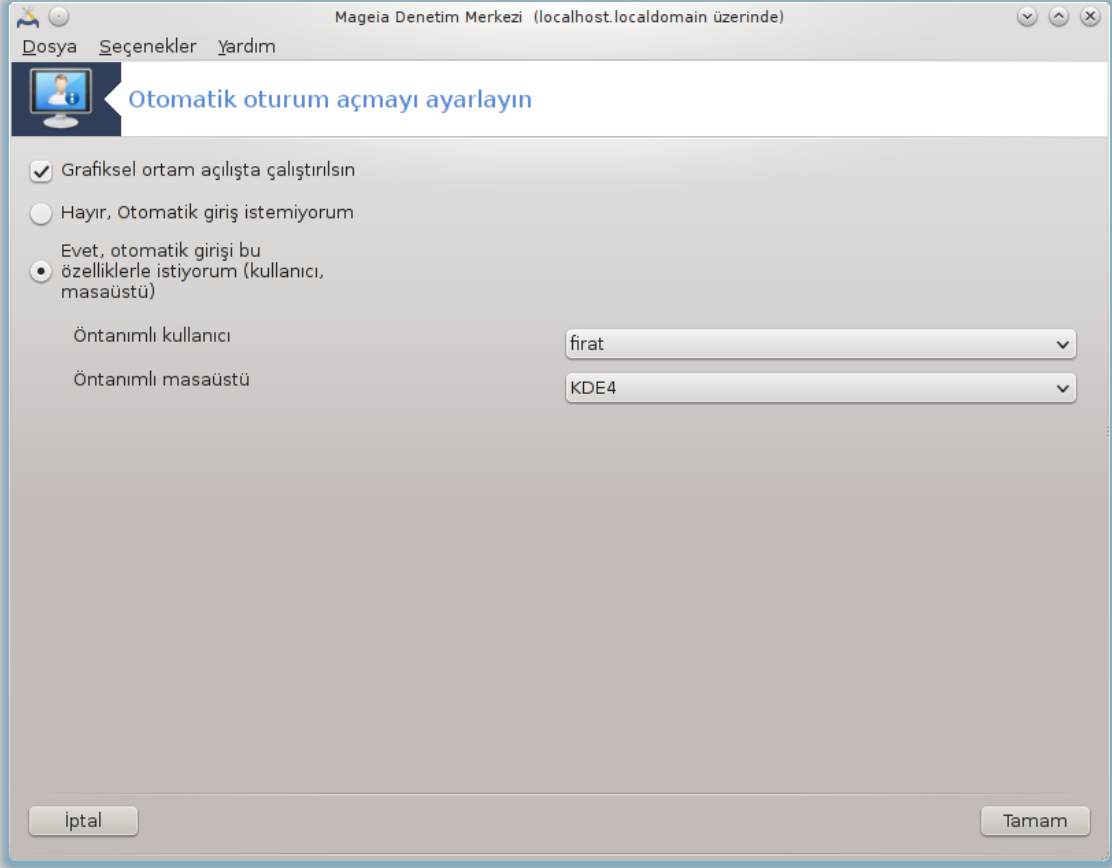 Mageia Denetim Merkezi (localhost.localdomain üzerinde)
Dosya Seçenekler Yardım
Otomatik oturum açmayı ayarlayın
Grafiksel ortam açılışta çalıştırılsın
Hayır, Otomatik giriş istemiyorum
Evet, otomatik girişi bu
özelliklerle istiyorum (kullanıcı,
masaüstü)
Öntanımlı kullanıcı
firat
Öntanımlı masaüstü
KDE4
İptal
Tamam